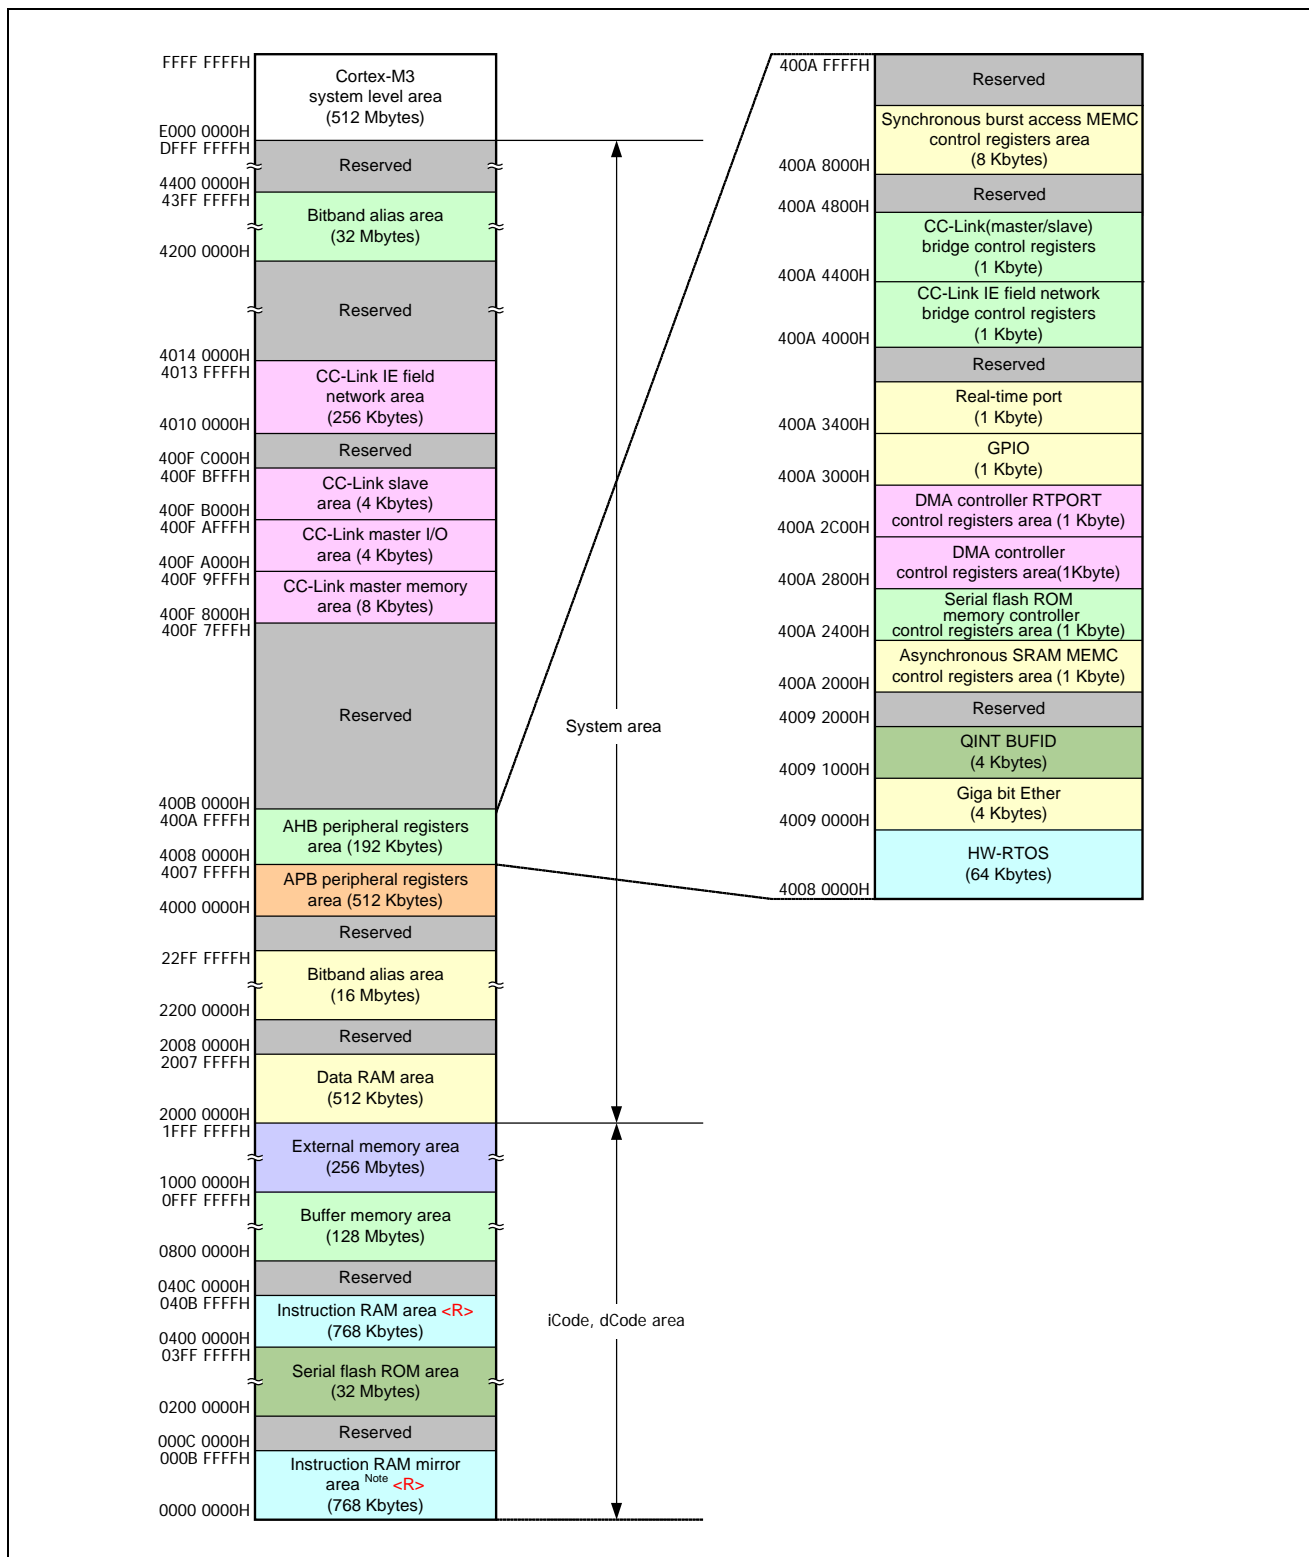 FFFF FFFFH
Cortex-M3
system level area
(512 Mbytes)
E000 0000H
DFFF FFFFH
Reserved
4400 0000H
43FF FFFFH
Bitband alias area
(32 Mbytes)
4200 0000H
Reserved
4014 0000H
4013 FFFFH
CC-Link IE field
network area
(256 Kbytes)
4010 0000H
Reserved
400F C000H
400F BFFFH
CC-Link slave
area (4 Kbytes)
400F B000H
400F AFFFH
CC-Link master I/O
area (4 Kbytes)
400F A000H
400F 9FFFH
CC-Link master memory
area (8 Kbytes)
400F 8000H
400F 7FFFH
Reserved
400B 0000H
400A FFFFH
AHB peripheral registers
area (192 Kbytes)
4008 0000H
4007 FFFFH
APB peripheral registers
area (512 Kbytes)
4000 0000H
Reserved
22FF FFFFH
Bitband alias area
(16 Mbytes)
2200 0000H
Reserved
2008 0000H
2007 FFFFH
Data RAM area
(512 Kbytes)
2000 0000H
1FFF FFFFH
External memory area
(256 Mbytes)
1000 0000H
0FFF FFFFH
Buffer memory area
(128 Mbytes)
0800 0000H
Reserved
040C 0000H
040B FFFFH
Instruction RAM area <R>
(768 Kbytes)
0400 0000H
03FF FFFFH
Serial flash ROM area
(32 Mbytes)
0200 0000H
Reserved
000C 0000H
000B FFFFH
Instruction RAM mirror
area Note <R>
(768 Kbytes)
0000 0000H
System area
iCode, dCode area
400A FFFFH
Reserved
Synchronous burst access MEMC
control registers area
(8 Kbytes)
400A 8000H
Reserved
400A 4800H
CC-Link(master/slave)
bridge control registers
(1 Kbyte)
400A 4400H
CC-Link IE field network
bridge control registers
(1 Kbyte)
400A 4000H
Reserved
Real-time port
(1 Kbyte)
400A 3400H
GPIO
(1 Kbyte)
400A 3000H
DMA controller RTPORT
control registers area (1 Kbyte)
400A 2C00H
DMA controller
control registers area(1Kbyte)
400A 2800H
Serial flash ROM
memory controller
control registers area (1 Kbyte)
400A 2400H
Asynchronous SRAM MEMC
control registers area (1 Kbyte)
400A 2000H
Reserved
4009 2000H
QINT BUFID
(4 Kbytes)
4009 1000H
Giga bit Ether
(4 Kbytes)
4009 0000H
HW-RTOS
(64 Kbytes)
4008 0000H